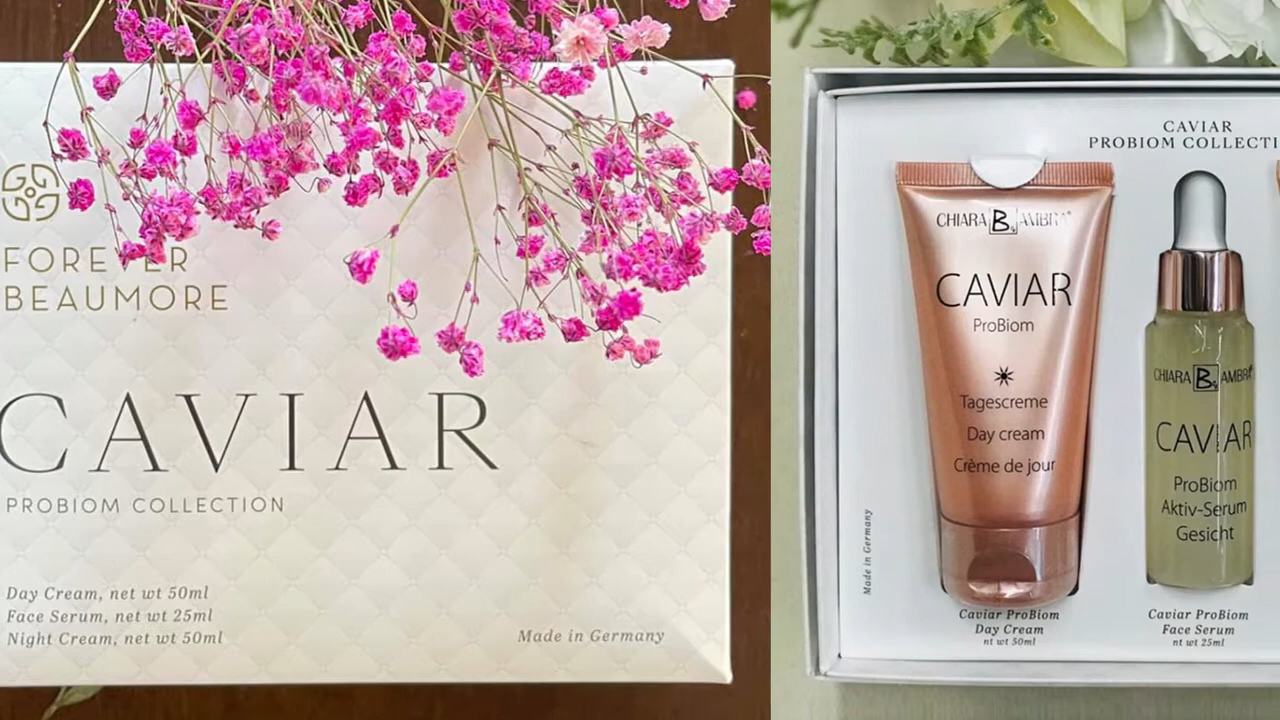 FOREVER
BEAUMORE
CAVIAR
PROBIOM COLLECTION
Day Cream, net wt 50ml
Face Serum, net wt 25ml
Night Cream, net wt 50ml
Made in Germany
CAVIAR
PROBIOM COLLECTI
CHIARA B AMBRA®
CAVIAR
ProBiom
Tagescreme
Day cream
Crème de jour
Made in Germany
Caviar ProBiom
Day Cream
nt wt 50ml
CHIARA B AMBRA®
CAVIAR
ProBiom
Aktiv-Serum
Gesicht
Caviar ProBiom
Face Serum
nt wt 25ml